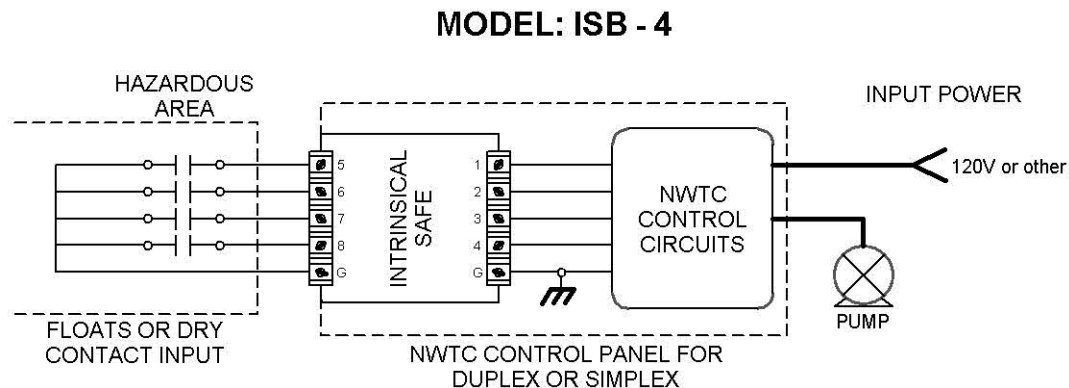 MODEL: ISB - 4
HAZARDOUS
AREA
INPUT POWER
5
6
7
8
G
INTRINSICAL
SAFE
1
2
3
4
G
NWTC
CONTROL
CIRCUITS
120V or other
PUMP
FLOATS OR DRY
CONTACT INPUT
NWTC CONTROL PANEL FOR
DUPLEX OR SIMPLEX